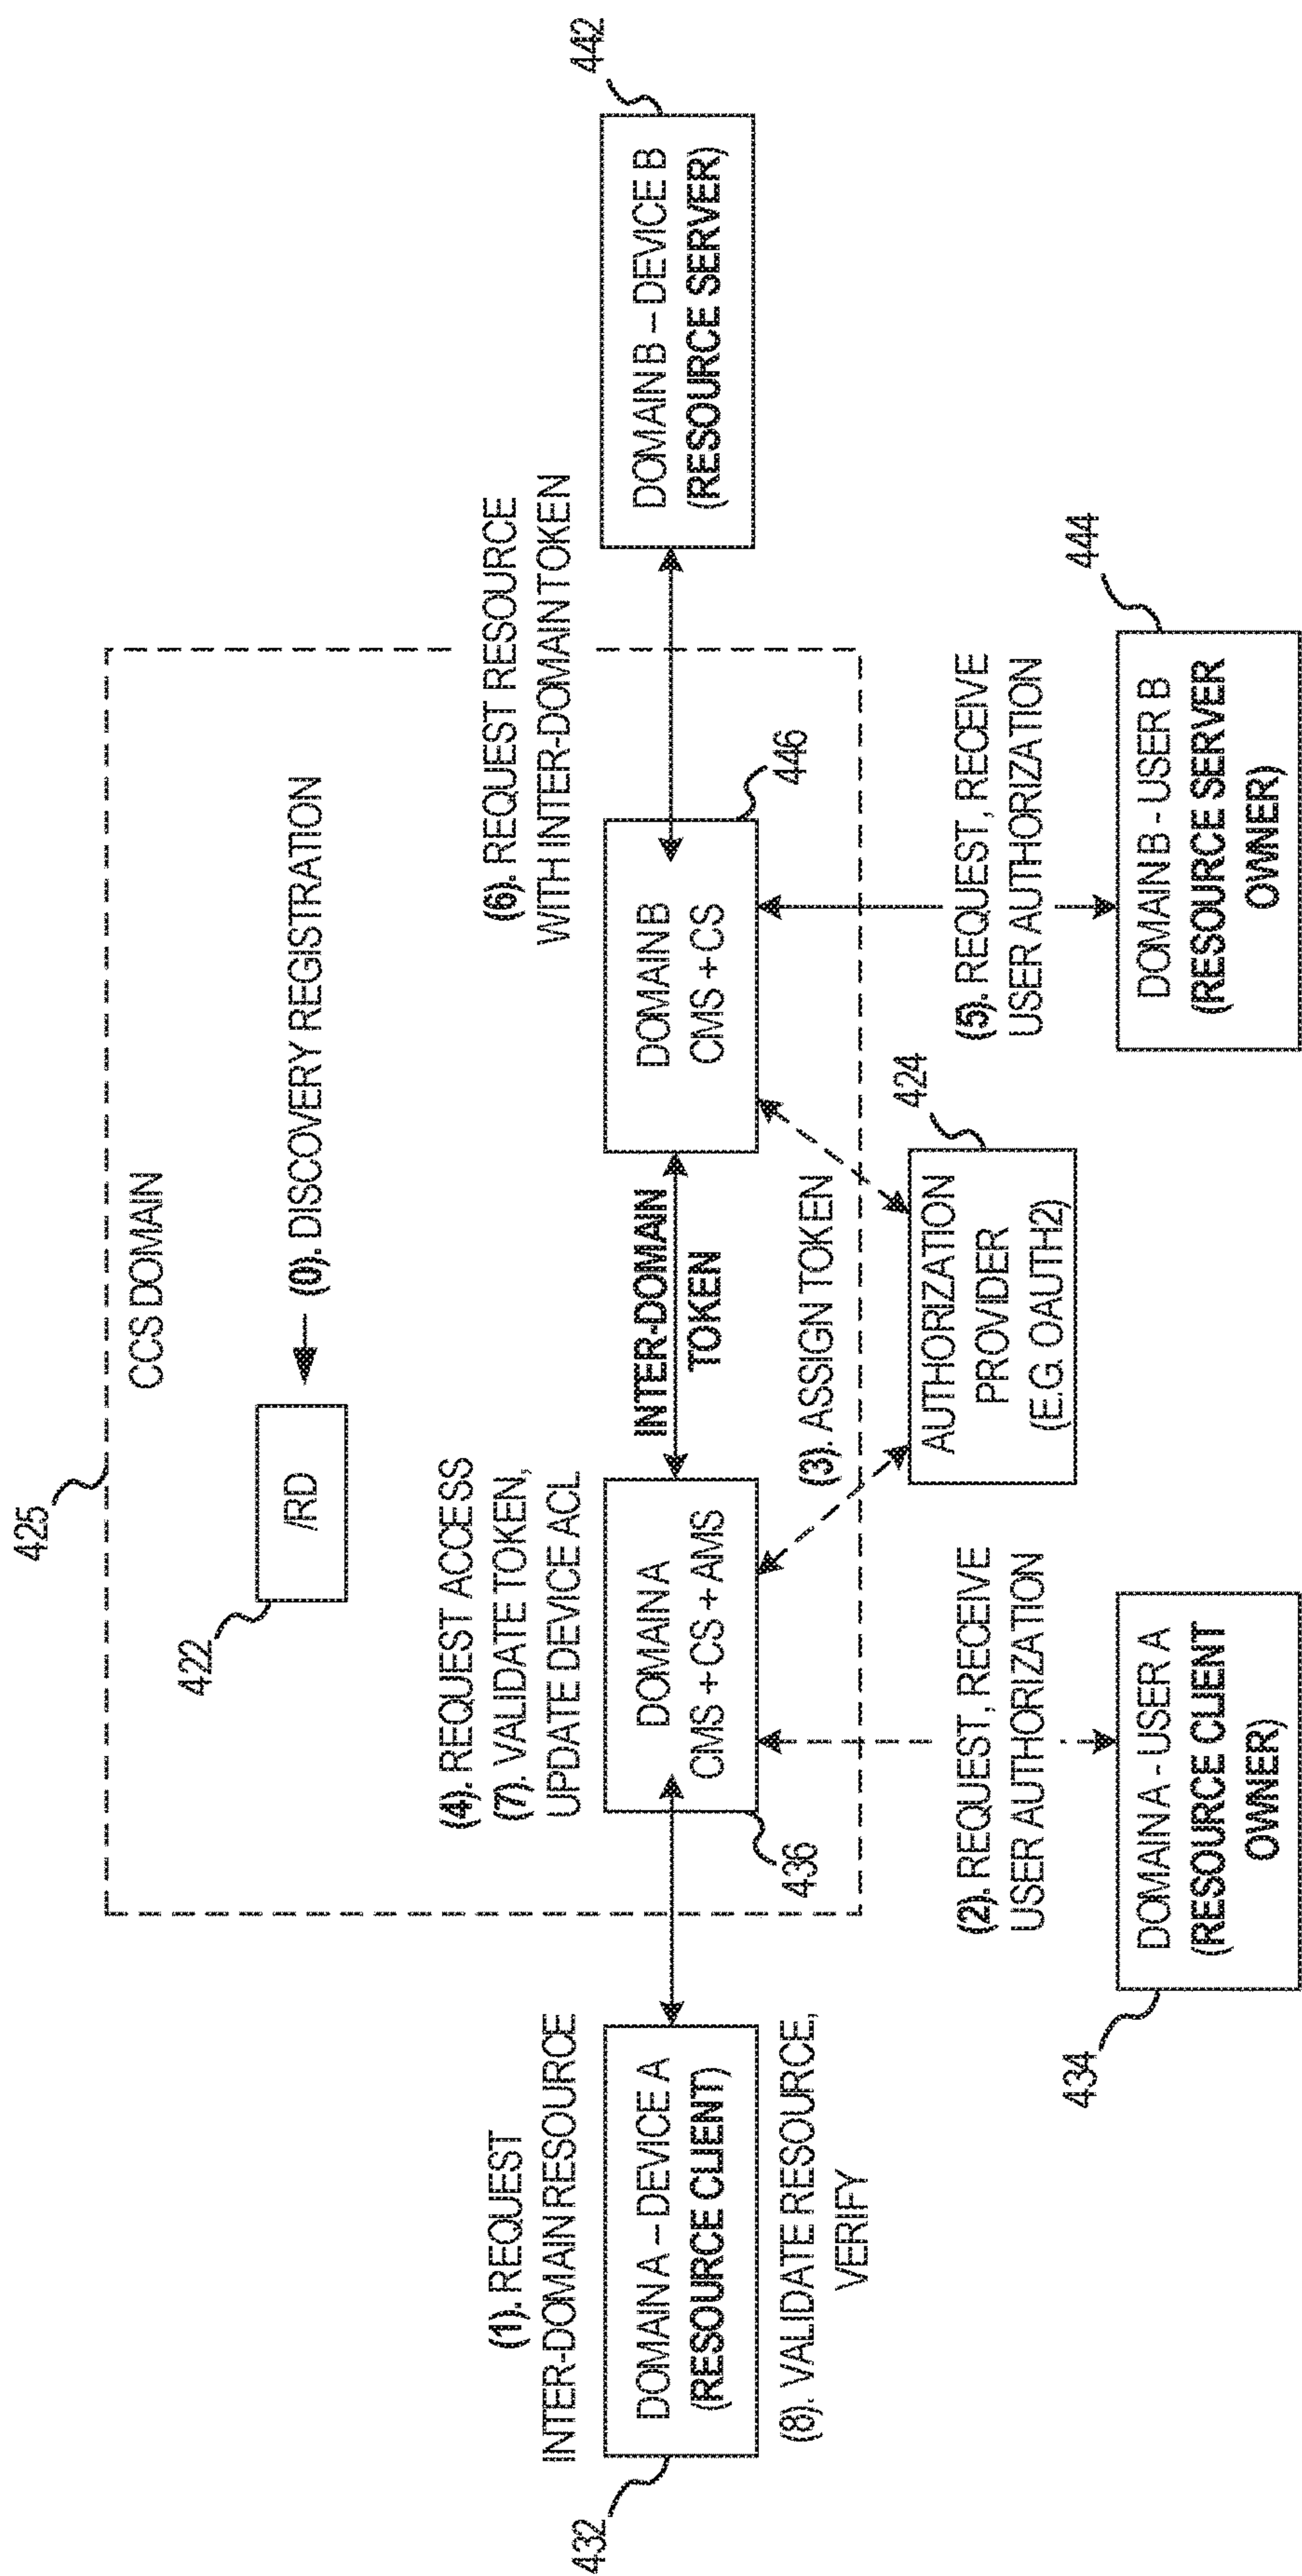 425
CCS DOMAIN
422
/RD
(0). DISCOVERY REGISTRATION
(1). REQUEST
INTER-DOMAIN RESOURCE
432
DOMAIN A – DEVICE A
(RESOURCE CLIENT)
(8). VALIDATE RESOURCE,
VERIFY
(4). REQUEST ACCESS
(7). VALIDATE TOKEN,
UPDATE DEVICE ACL
DOMAIN A
CMS + CS + AMS
436
INTER-DOMAIN
TOKEN
(3). ASSIGN TOKEN
DOMAIN B
CMS + CS
446
(6). REQUEST RESOURCE
WITH INTER-DOMAIN TOKEN
442
DOMAIN B – DEVICE B
(RESOURCE SERVER)
(2). REQUEST, RECEIVE
USER AUTHORIZATION
434
DOMAIN A - USER A
(RESOURCE CLIENT
OWNER)
424
AUTHORIZATION
PROVIDER
(E.G. OAUTH2)
(5). REQUEST, RECEIVE
USER AUTHORIZATION
444
DOMAIN B - USER B
(RESOURCE SERVER
OWNER)